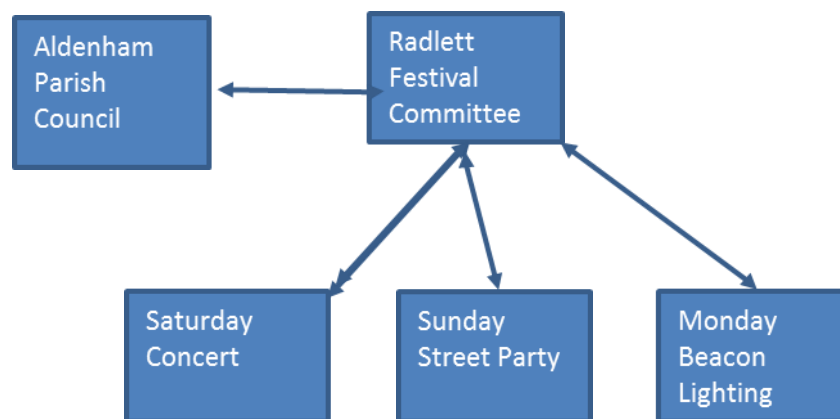 Aldenham
Parish
Council
Radlett
Festival
Committee
Saturday
Concert
Sunday
Street Party
Monday
Beacon
Lighting